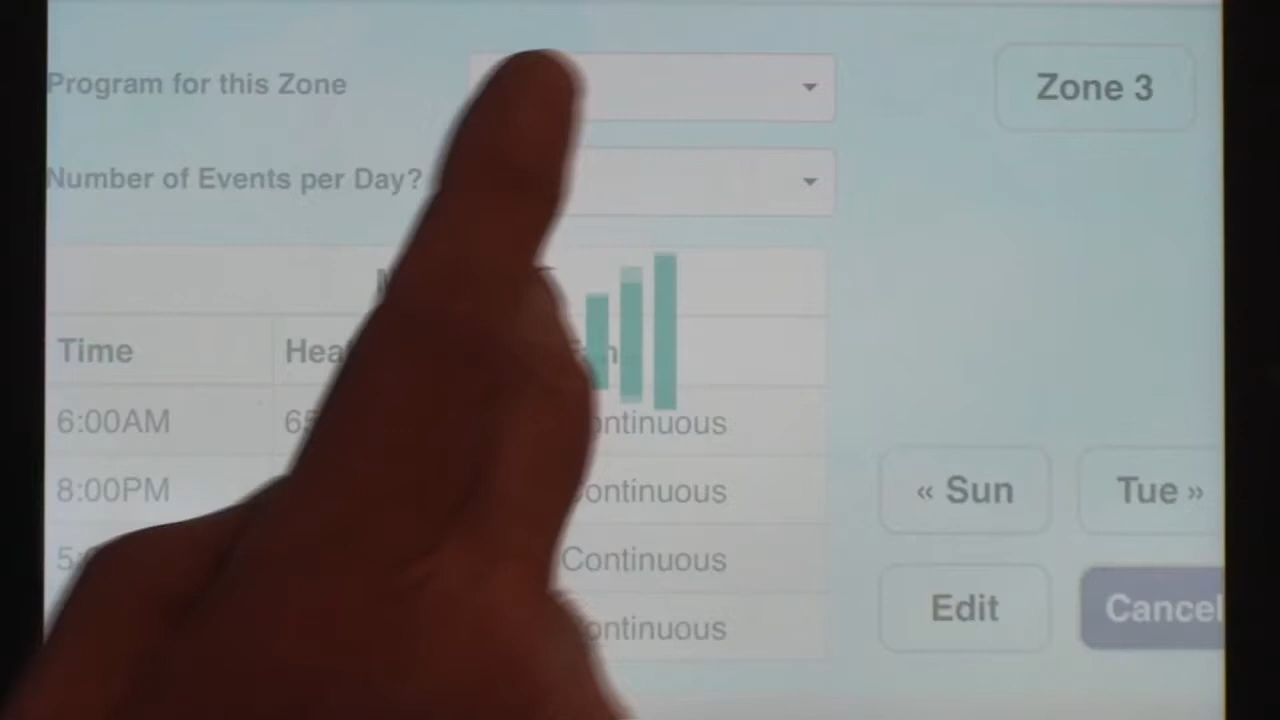 Program for this Zone
Zone 3
Number of Events per Day?
Time
6:00AM
Continuous
8:00PM
Continuous
Continuous
Continuous
« Sun
Tue »
Edit
Cancel